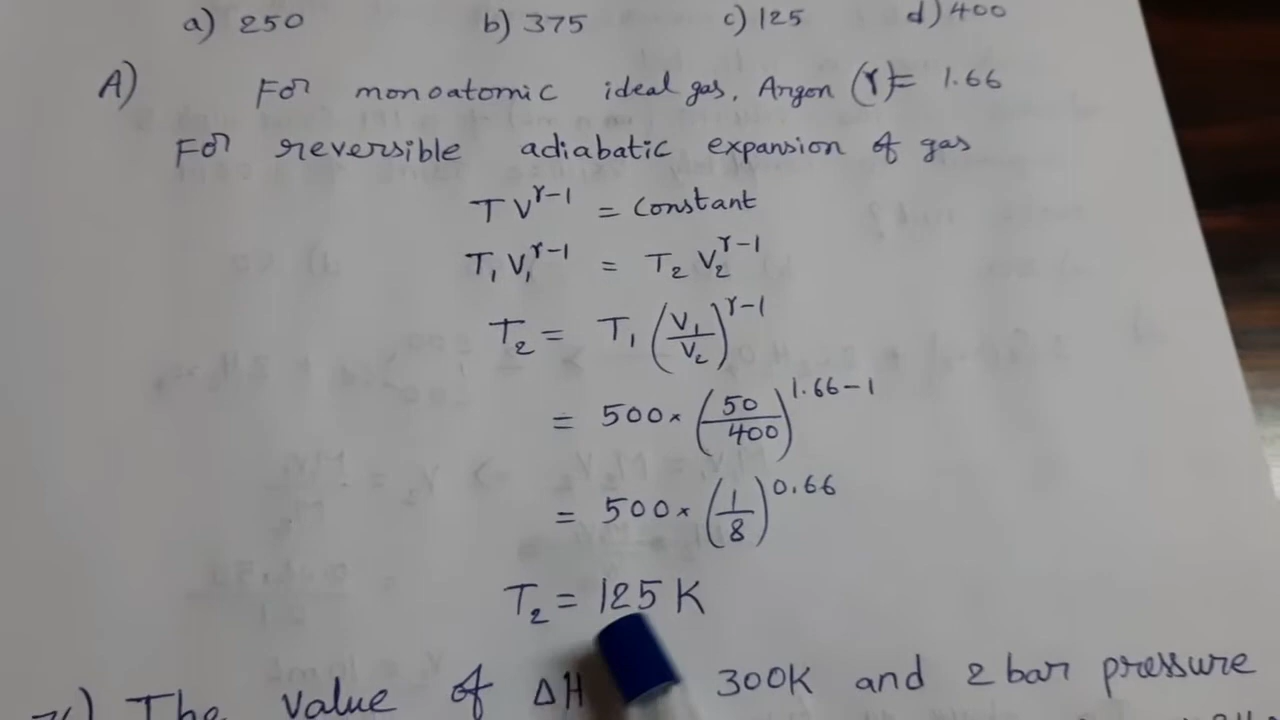 a) 250 b) 375 c) 125 d) 400
A) For monoatomic ideal gas, Argon (γ) = 1.66
For reversible adiabatic expansion of gas
T V^γ-1 = constant
T₁ V₁^γ-1 = T₂ V₂^γ-1
T₂ = T₁ (V₁/V₂)^γ-1
= 500 × (50/400)^1.66-1
= 500 × (1/8)^0.66
T₂ = 125 K
The value of ΔH 300K and 2 bar pressure